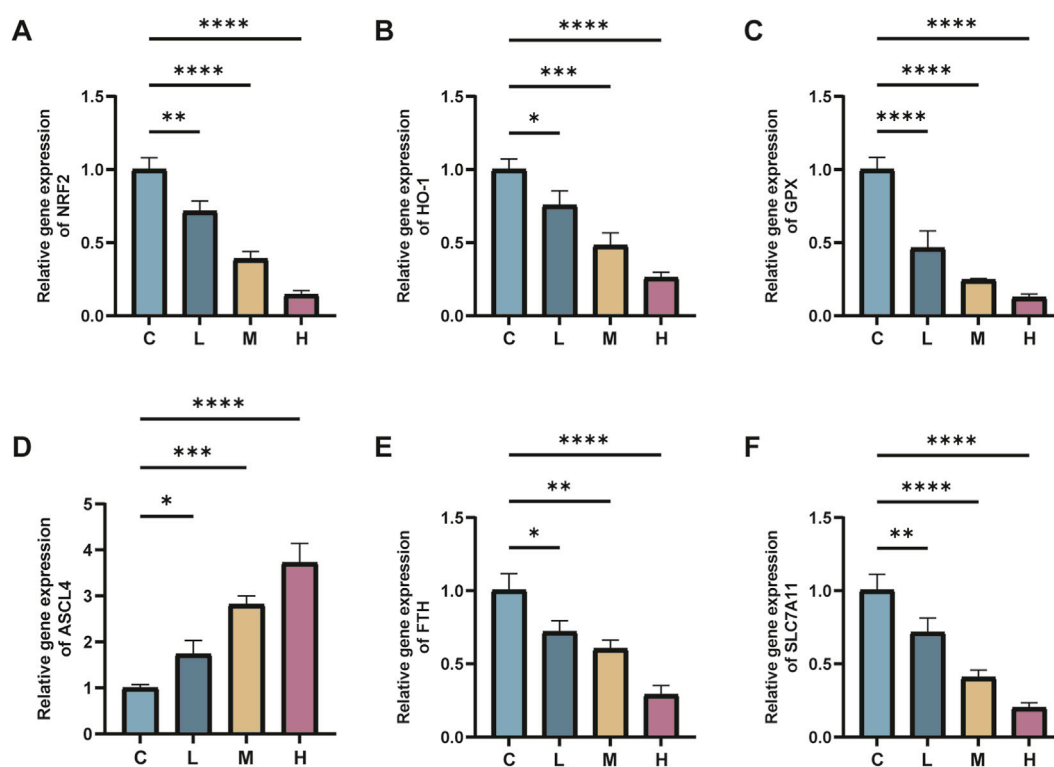 A
Relative gene expression
of NRF2
****
****
**
1.5
1.0
0.5
0.0
C L M H
B
Relative gene expression
of HO-1
****
***
*
1.5
1.0
0.5
0.0
C L M H
C
Relative gene expression
of GPX
****
****
****
1.5
1.0
0.5
0.0
C L M H
D
Relative gene expression
of ASCL4
****
***
*
5
4
3
2
1
0
C L M H
E
Relative gene expression
of FTH
****
**
*
1.5
1.0
0.5
0.0
C L M H
F
Relative gene expression
of SLC7A11
****
****
**
1.5
1.0
0.5
0.0
C L M H